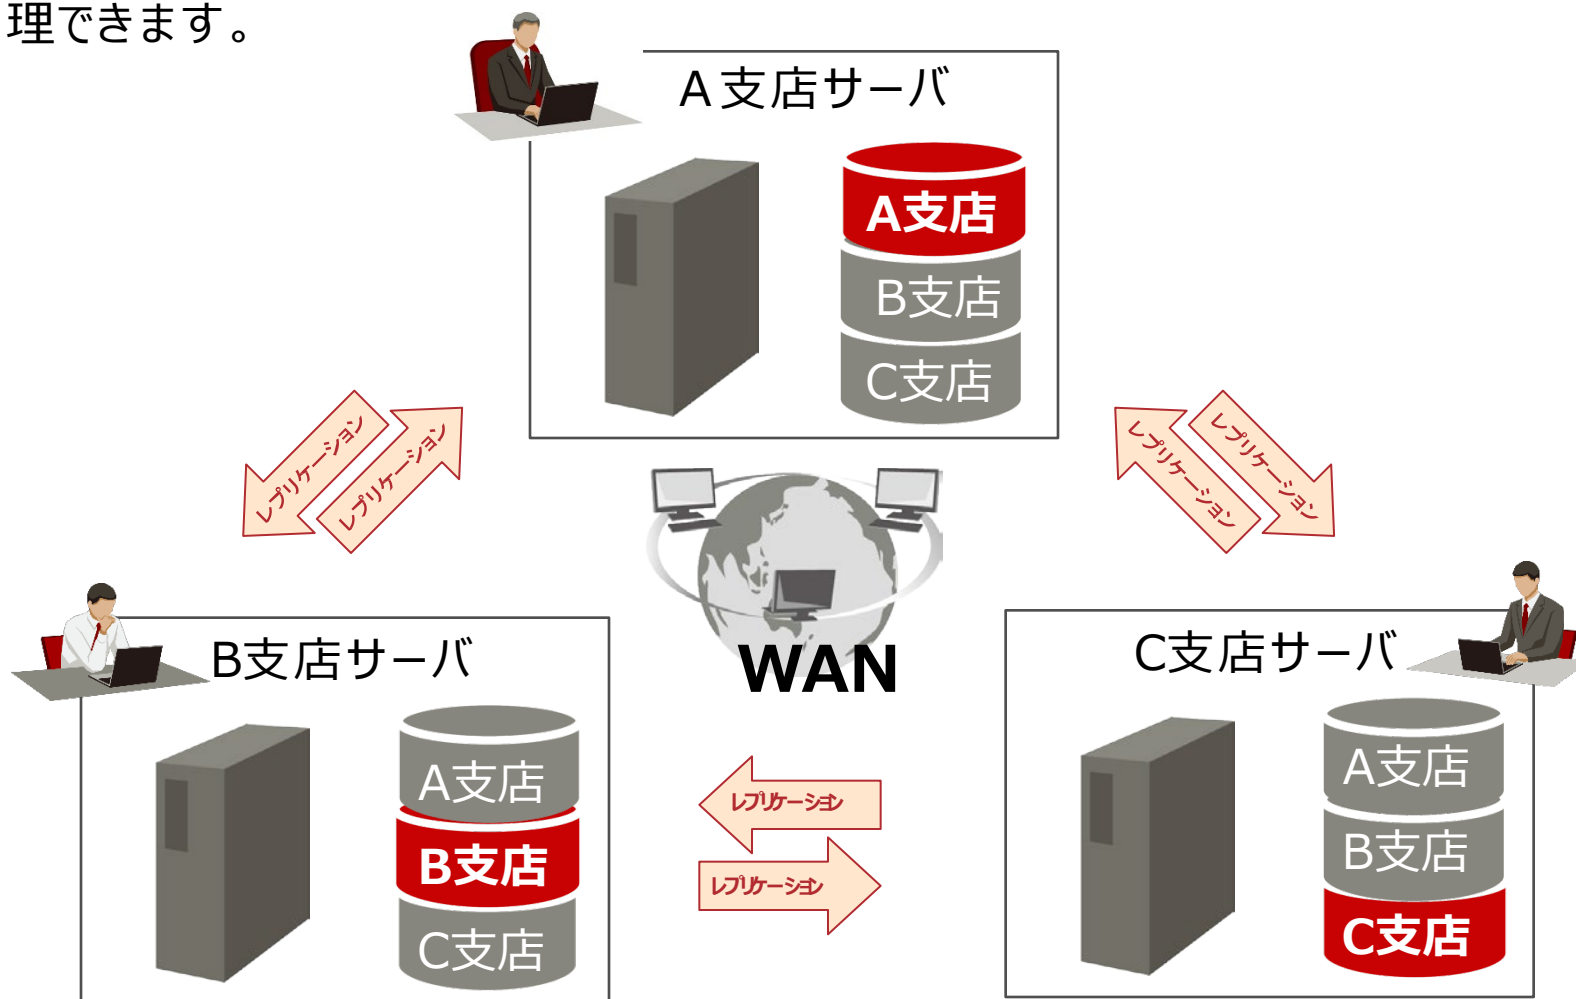 理できます。
A支店サーバ
A支店
B支店
C支店
レプリケーション
レプリケーション
レプリケーション
レプリケーション
WAN
B支店サーバ
A支店
B支店
C支店
レプリケーション
レプリケーション
C支店サーバ
A支店
B支店
C支店